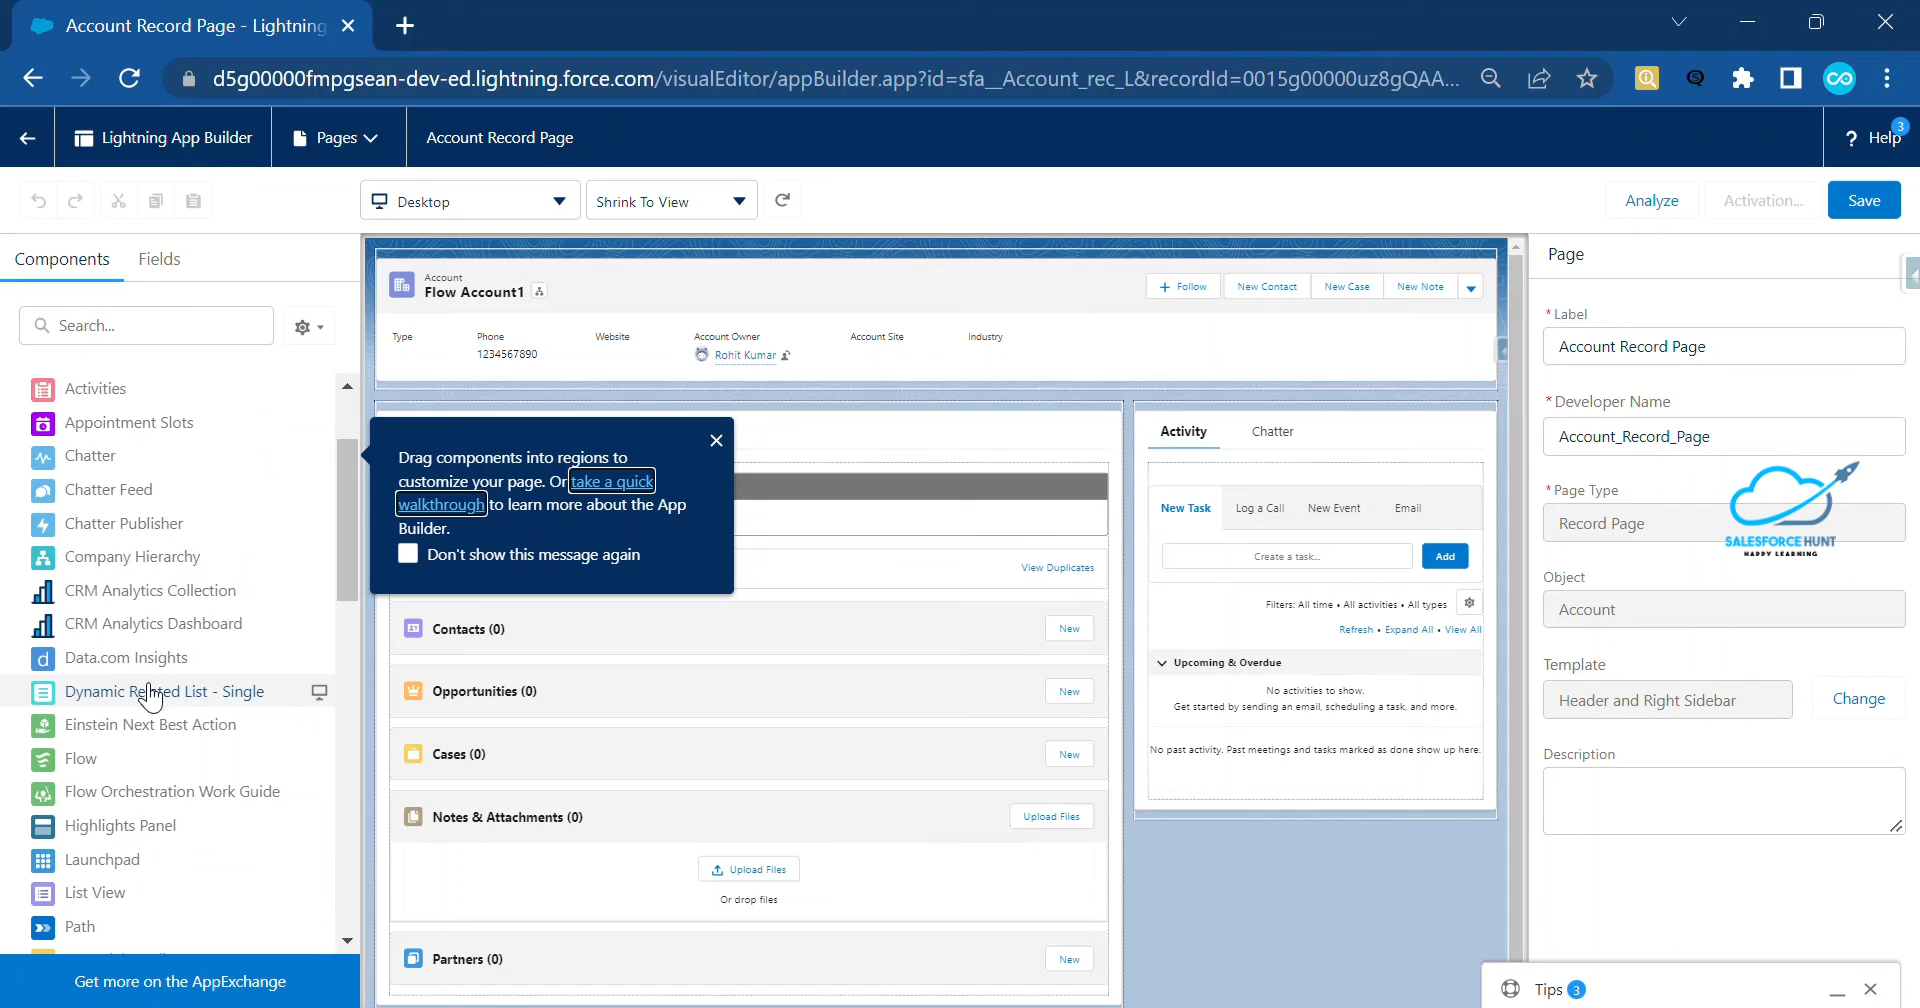 Account Record Page - Lightning
d5g00000fmpgsean-dev-ed.lightning.force.com/visualEditor/appBuilder.app?id=sfa__Account_rec_L&recordId=0015g00000uz8gQAA...
Lightning App Builder
Pages
Account Record Page
? Help
3
Desktop
Shrink To View
Analyze
Activation...
Save
Components
Fields
Search...
Activities
Appointment Slots
Chatter
Chatter Feed
Chatter Publisher
Company Hierarchy
CRM Analytics Collection
CRM Analytics Dashboard
Data.com Insights
Dynamic Related List - Single
Einstein Next Best Action
Flow
Flow Orchestration Work Guide
Highlights Panel
Launchpad
List View
Path
Get more on the AppExchange
Account
Flow Account1
+ Follow
New Contact
New Case
New Note
Type
Phone
Website
Account Owner
Account Site
Industry
1234567890
Rohit Kumar
Drag components into regions to
customize your page. Or take a quick
walkthrough to learn more about the App
Builder.
Don't show this message again
View Duplicates
Contacts (0)
New
Opportunities (0)
New
Cases (0)
New
Notes & Attachments (0)
Upload Files
Upload Files
Or drop files
Partners (0)
New
Activity
Chatter
New Task
Log a Call
New Event
Email
Create a task...
Add
Filters: All time • All activities • All types
Refresh • Expand All • View All
Upcoming & Overdue
No activities to show.
Get started by sending an email, scheduling a task, and more.
No past activity. Past meetings and tasks marked as done show up here.
Page
* Label
Account Record Page
* Developer Name
Account_Record_Page
* Page Type
Record Page
SALESFORCE HUNT
HAPPY LEARNING
Object
Account
Template
Header and Right Sidebar
Change
Description
Tips 3